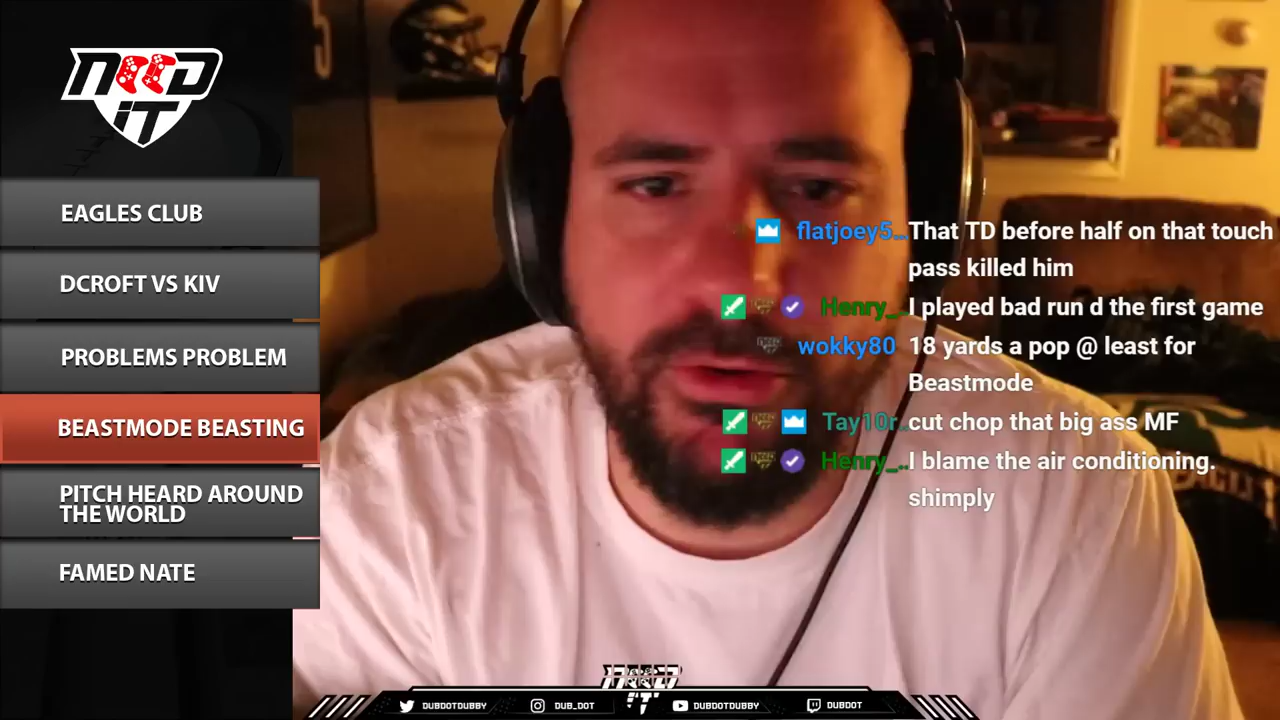 EAGLES CLUB
DCROFT VS KIV
PROBLEMS PROBLEM
BEASTMODE BEASTING
PITCH HEARD AROUND
THE WORLD
FAMED NATE
flatjoey5… That TD before half on that touch
pass killed him
Henry_… I played bad run d the first game
wokky80 18 yards a pop @ least for
Beastmode
Tay10r… cut chop that big ass MF
Henry_… I blame the air conditioning.
shimply
IT
DUBDOTDUBBY
DUB_DOT
DUBDOTDUBBY
DUBDOT